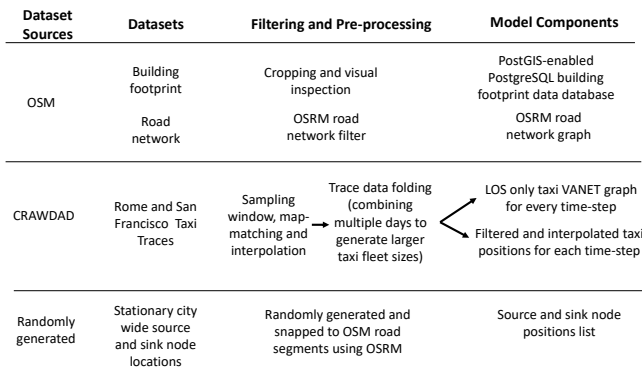 Dataset
Sources
Datasets
Filtering and Pre-processing
Model Components
OSM
Building
footprint
Cropping and visual
inspection
PostGIS-enabled
PostgreSQL building
footprint data database
Road
network
OSRM road
network filter
OSRM road
network graph
CRAWDAD
Rome and San
Francisco Taxi
Traces
Sampling
window, map-
matching and
interpolation
Trace data folding
(combining
multiple days to
generate larger
taxi fleet sizes)
LOS only taxi VANET graph
for every time-step
Filtered and interpolated taxi
positions for each time-step
Randomly
generated
Stationary city
wide source
and sink node
locations
Randomly generated and
snapped to OSM road
segments using OSRM
Source and sink node
positions list